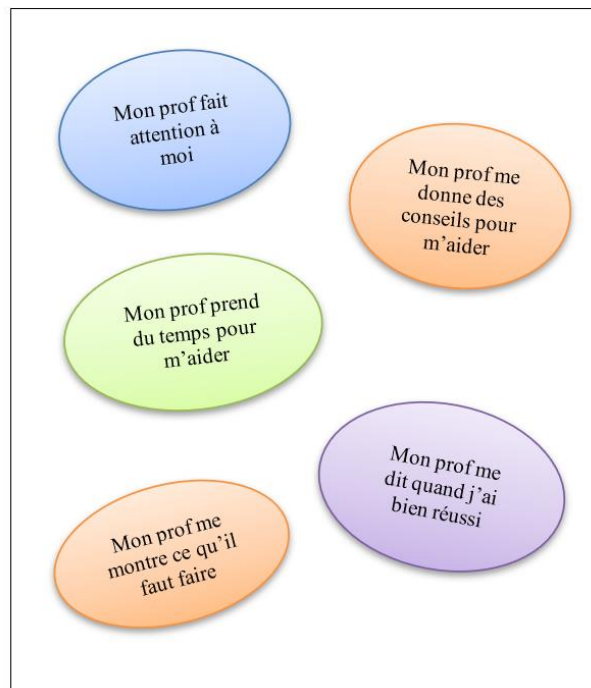 Mon prof fait
attention à
moi
Mon prof me
donne des
conseils pour
m'aider
Mon prof prend
du temps pour
m'aider
Mon prof me
dit quand j'ai
bien réussi
Mon prof me
montre ce qu'il
faut faire